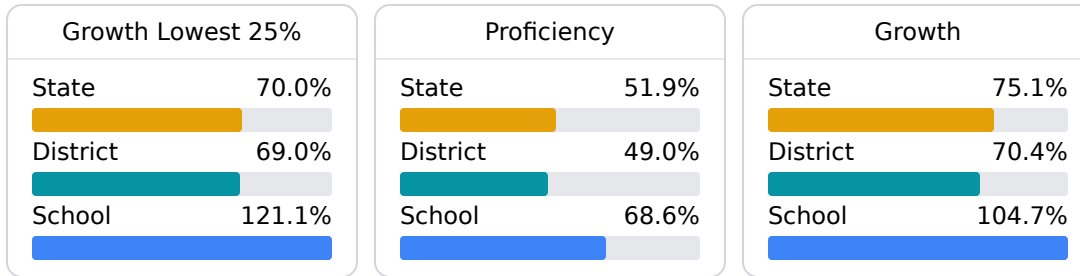 Growth Lowest 25%
State 70.0%
District 69.0%
School 121.1%
Proficiency
State 51.9%
District 49.0%
School 68.6%
Growth
State 75.1%
District 70.4%
School 104.7%